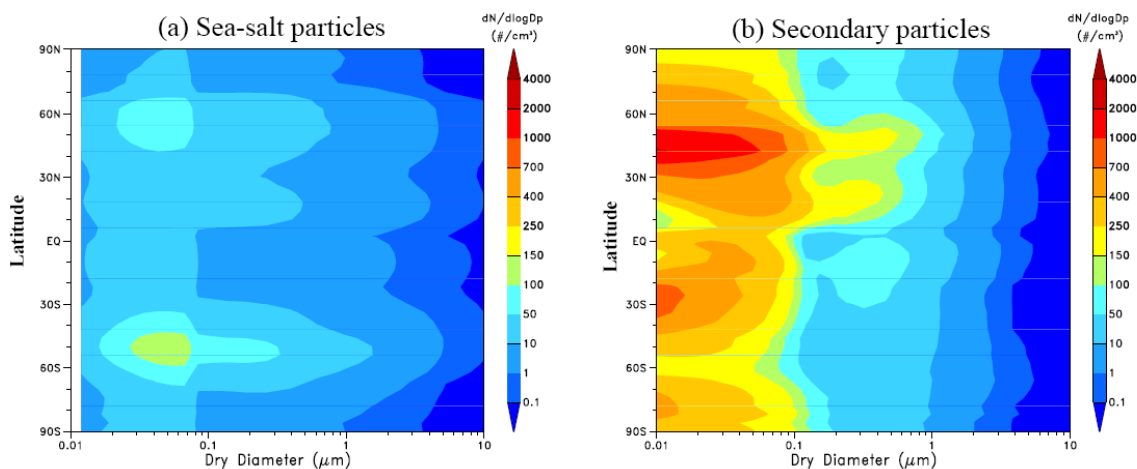 (a) Sea-salt particles
dN/dlogDp
(#/cm³)
90N
60N
30N
EQ
30S
60S
90S
Latitude
0.01
0.1
1
10
Dry Diameter (μm)
4000
2000
1000
700
400
250
150
100
50
10
1
0.1
(b) Secondary particles
dN/dlogDp
(#/cm³)
90N
60N
30N
EQ
30S
60S
90S
Latitude
0.01
0.1
1
10
Dry Diameter (μm)
4000
2000
1000
700
400
250
150
100
50
10
1
0.1